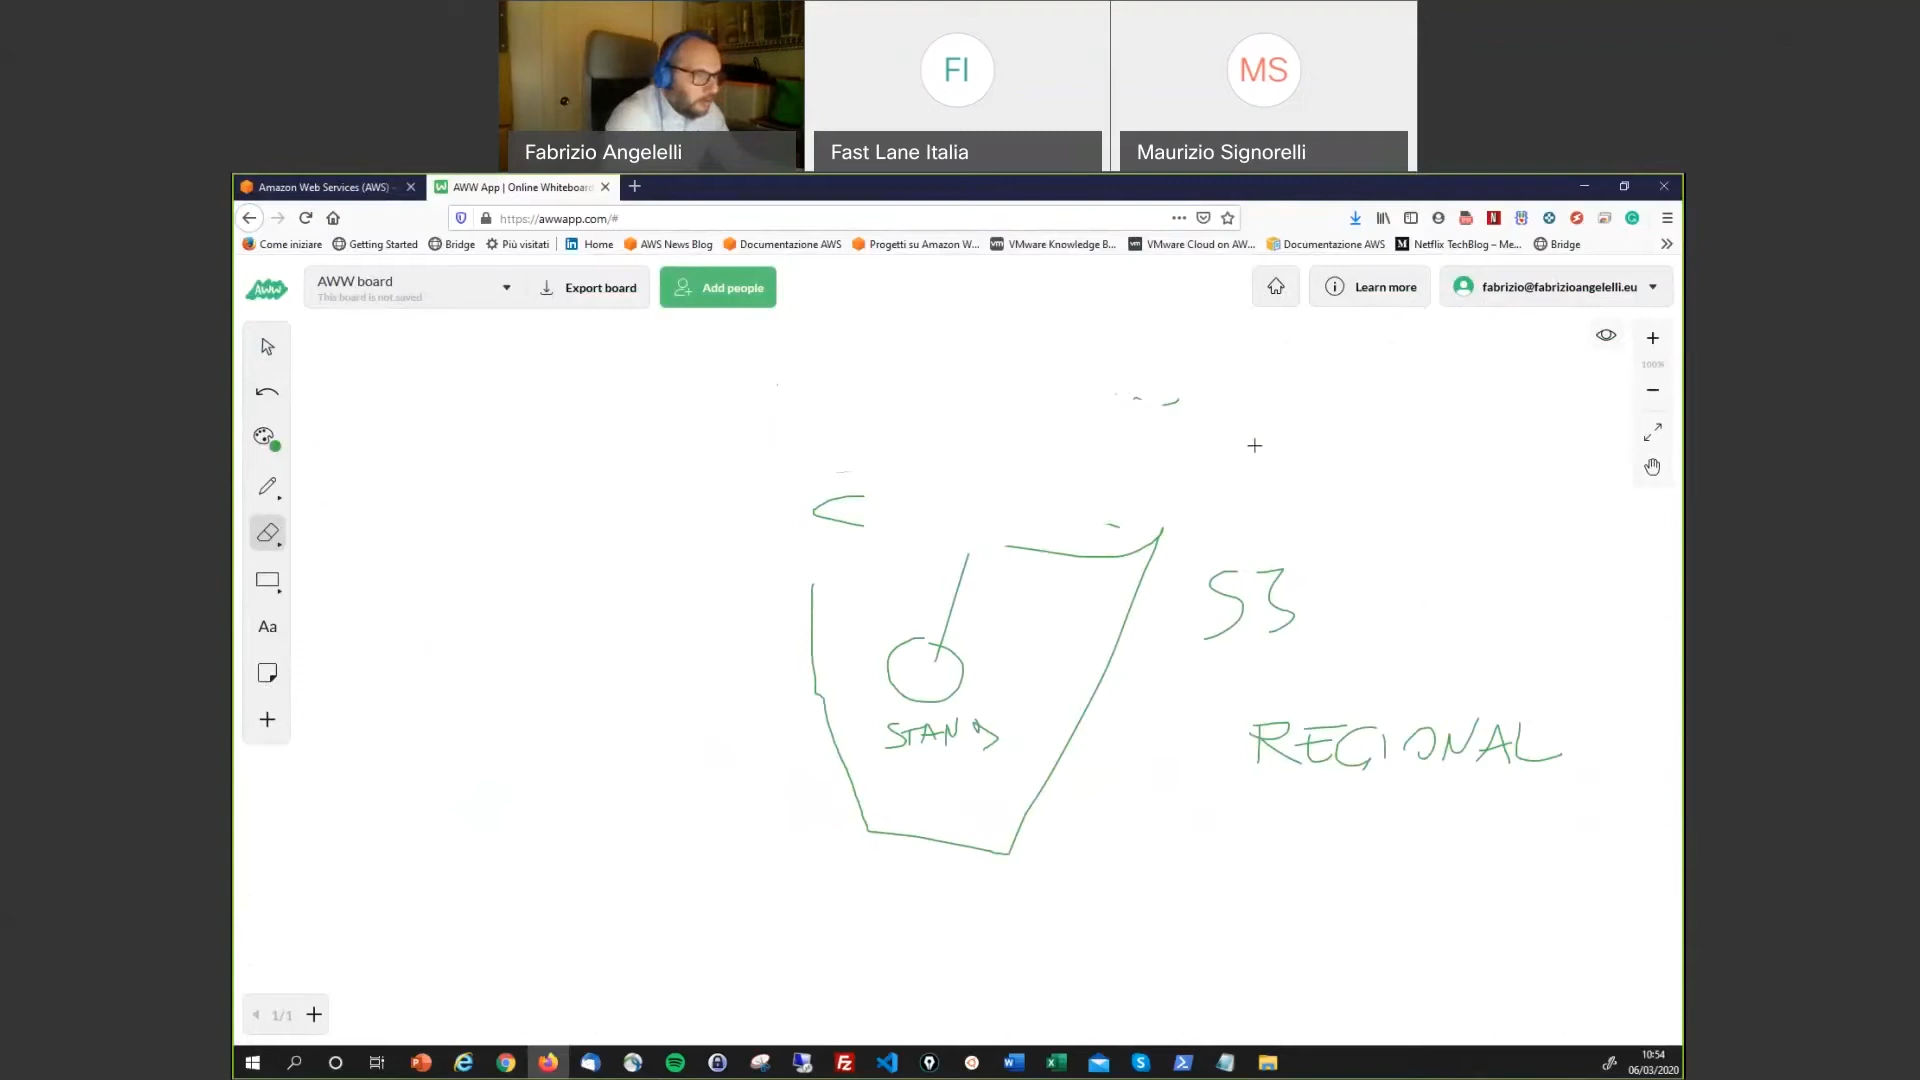 FI
MS
Fabrizio Angelelli
Fast Lane Italia
Maurizio Signorelli
Amazon Web Services (AWS) -
AWW App | Online Whiteboard
https://awwapp.com/#
Come iniziare
Getting Started
Bridge
Più visitati
Home
AWS News Blog
Documentazione AWS
Progetti su Amazon W...
VMware Knowledge B...
VMware Cloud on AW...
Documentazione AWS
Netflix TechBlog – Me...
Bridge
AWW
AWW board
This board is not saved
Export board
Add people
Learn more
fabrizio@fabrizioangelelli.eu
100%
Aa
S3
STAND
REGIONAL
1/1
10:54
06/03/2020